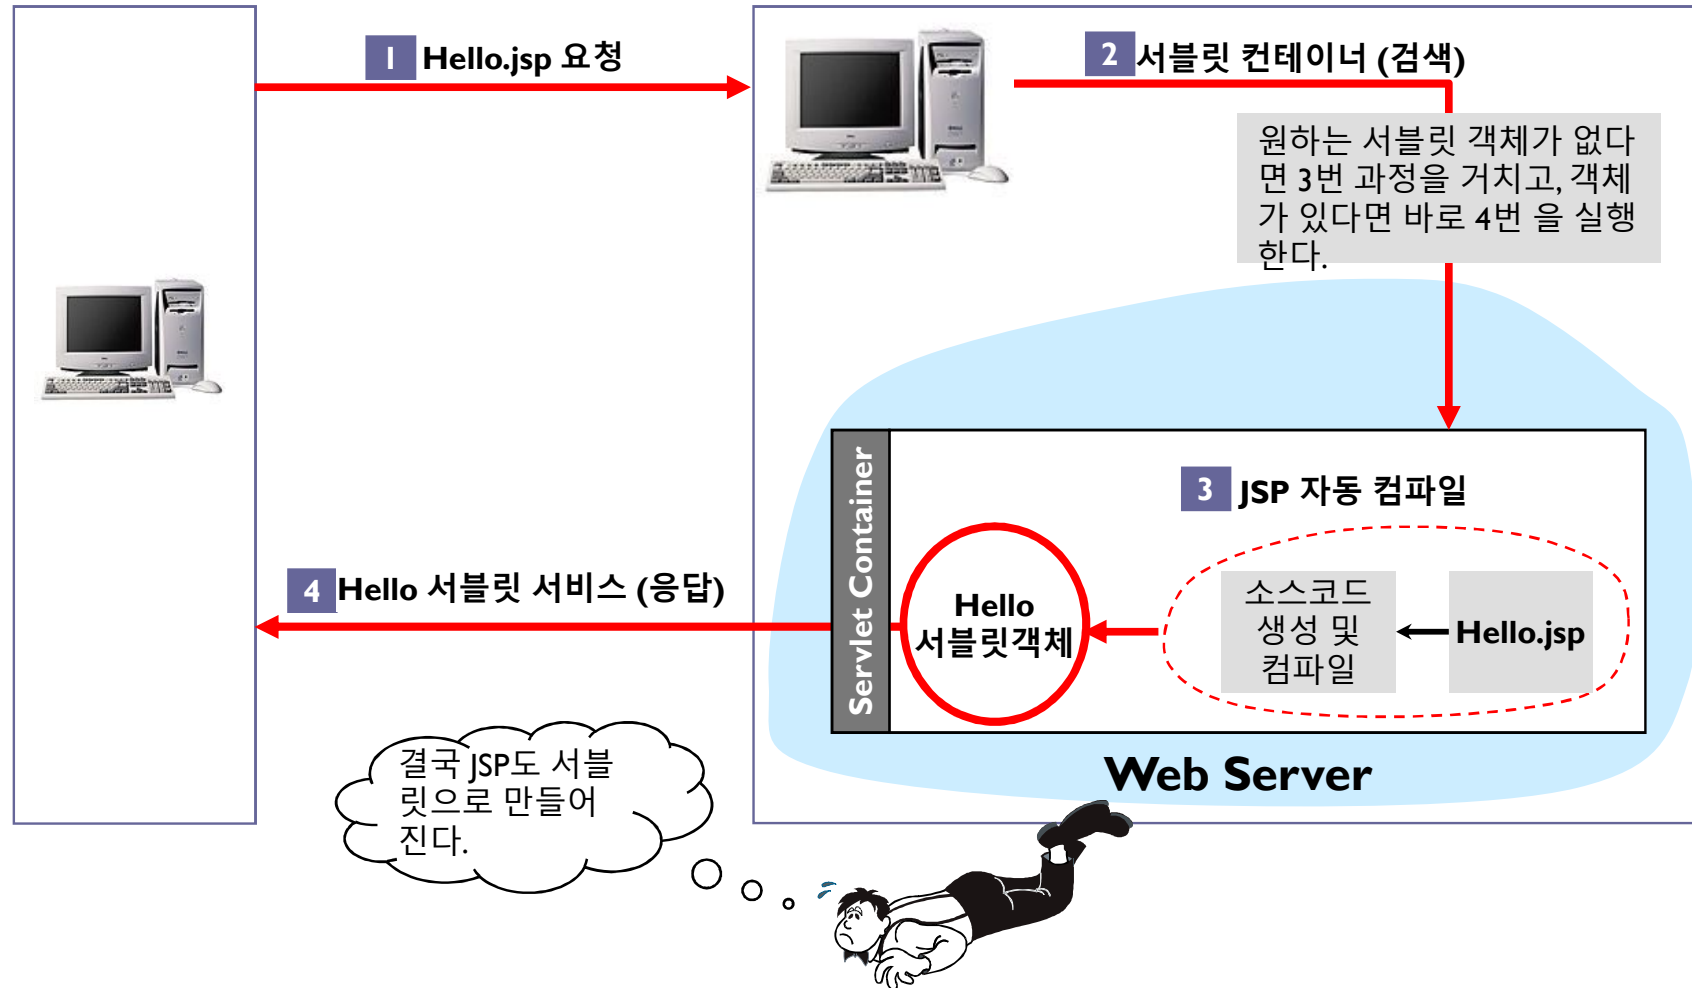 1 Hello.jsp 요청
2 서블릿 컨테이너 (검색)
원하는 서블릿 객체가 없다
면 3번 과정을 거치고, 객체
가 있다면 바로 4번 을 실행
한다.
3 JSP 자동 컴파일
Servlet Container
4 Hello 서블릿 서비스 (응답)
Hello
서블릿객체
소스코드
생성 및
컴파일
Hello.jsp
Web Server
결국 JSP도 서블
릿으로 만들어
진다.